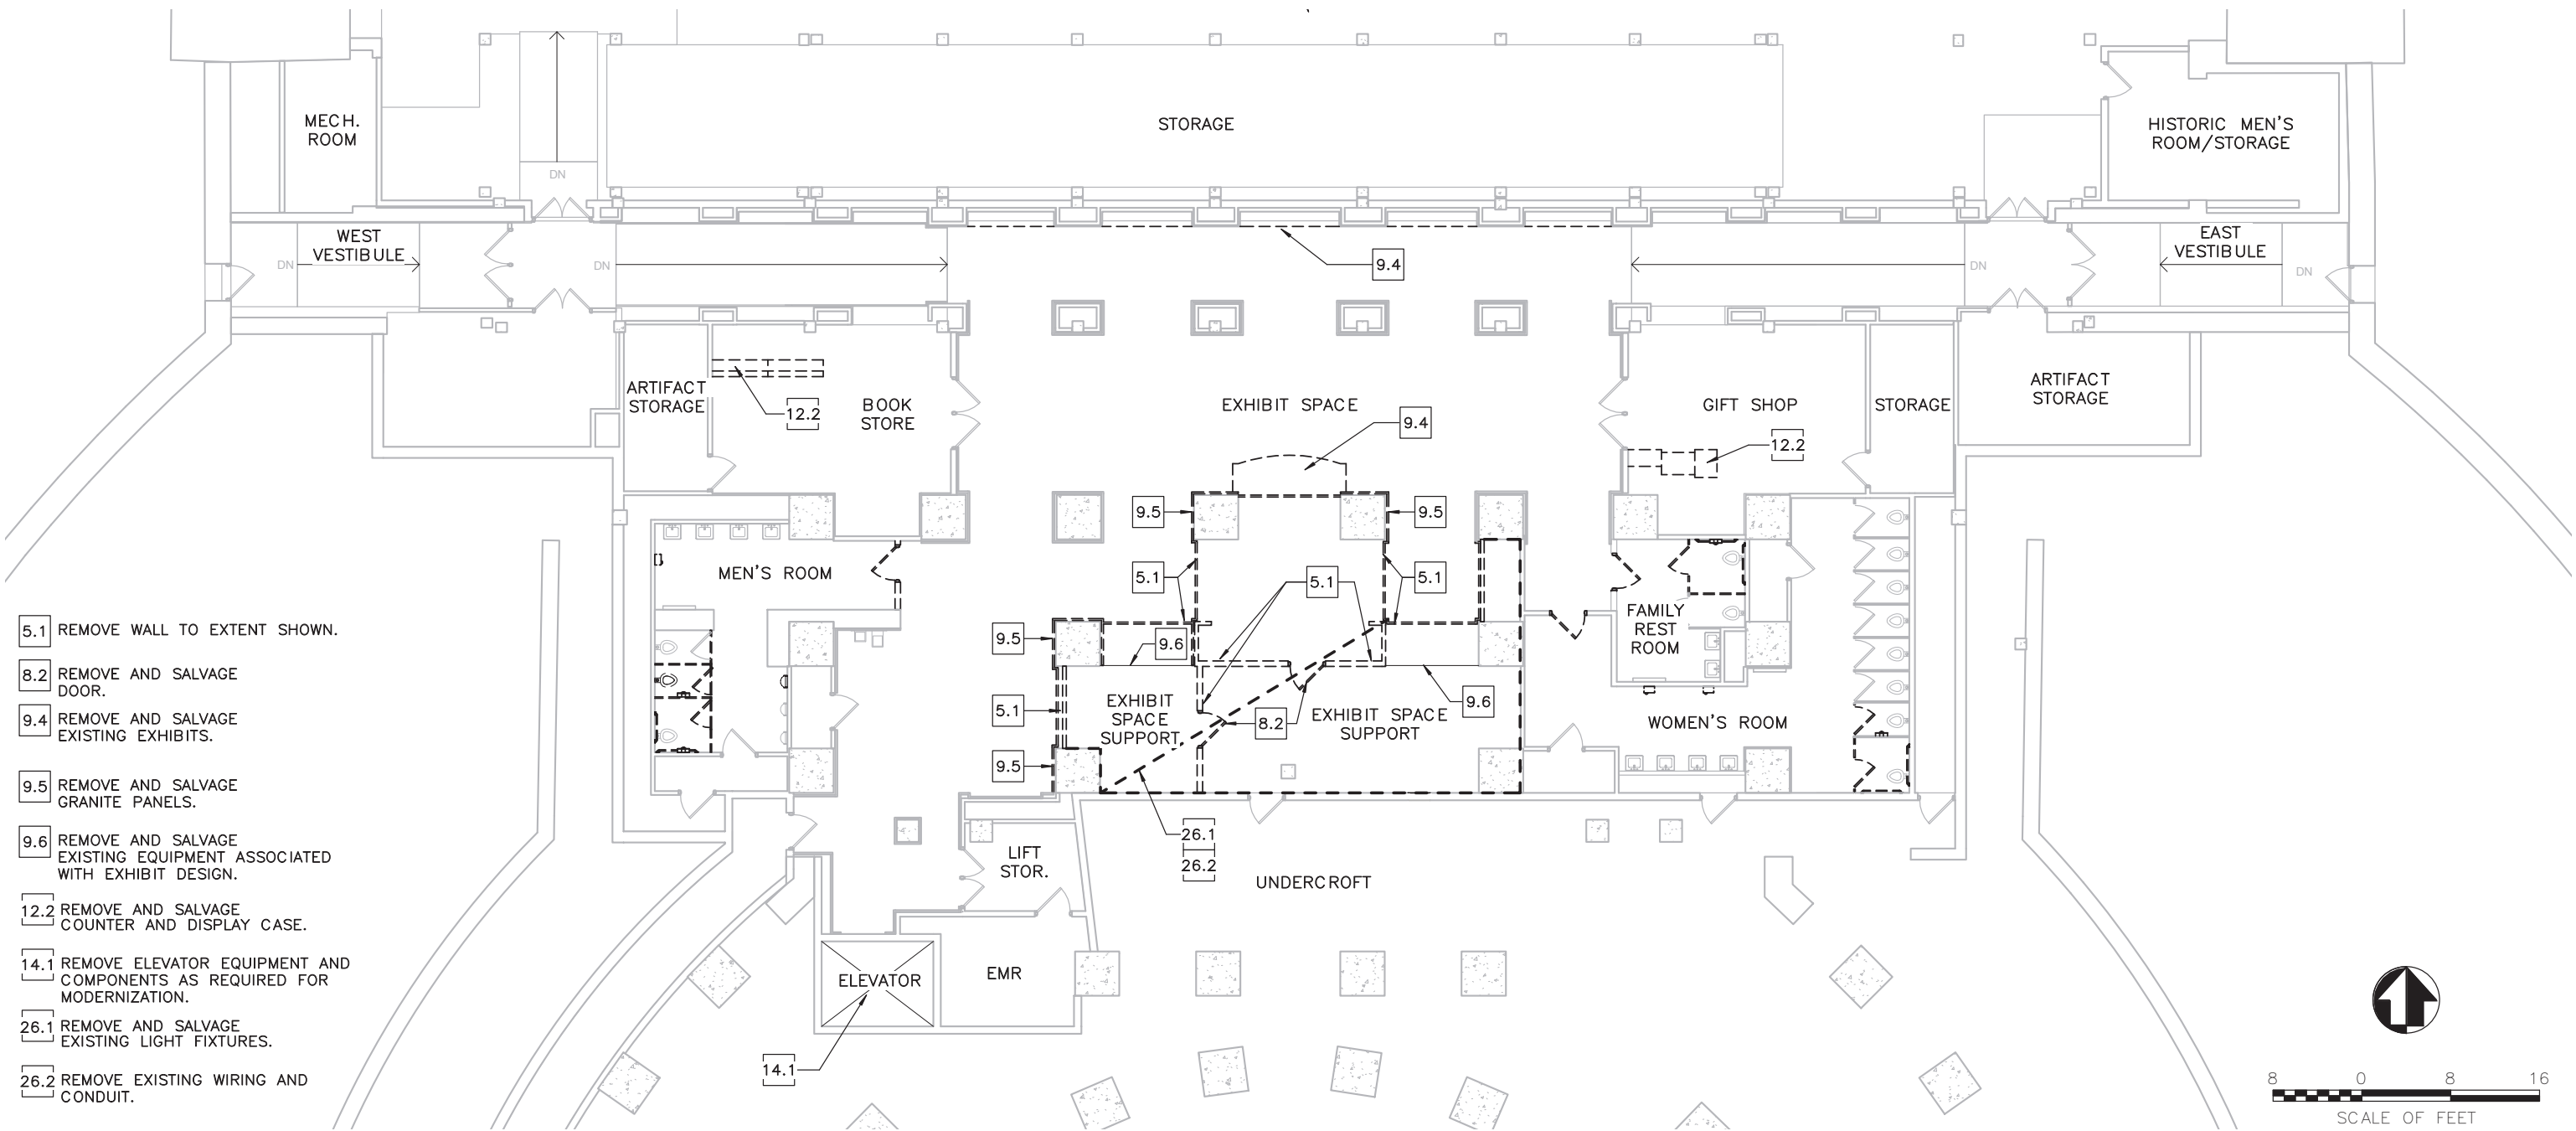 STORAGE
MECH.
ROOM
HISTORIC MEN'S
ROOM/STORAGE
DN
WEST
VESTIBULE
DN
DN
9.4
DN
EAST
VESTIBULE
DN
ARTIFACT
STORAGE
12.2
BOOK
STORE
EXHIBIT SPACE
9.4
GIFT SHOP
12.2
STORAGE
ARTIFACT
STORAGE
9.5
9.5
MEN'S ROOM
5.1
5.1
5.1
FAMILY
REST
ROOM
9.5
9.6
5.1
EXHIBIT
SPACE
SUPPORT
8.2
EXHIBIT SPACE
SUPPORT
9.6
WOMEN'S ROOM
9.5
26.1
26.2
LIFT
STOR.
UNDERCROFT
ELEVATOR
EMR
14.1
5.1 REMOVE WALL TO EXTENT SHOWN.
8.2 REMOVE AND SALVAGE
DOOR.
9.4 REMOVE AND SALVAGE
EXISTING EXHIBITS.
9.5 REMOVE AND SALVAGE
GRANITE PANELS.
9.6 REMOVE AND SALVAGE
EXISTING EQUIPMENT ASSOCIATED
WITH EXHIBIT DESIGN.
12.2 REMOVE AND SALVAGE
COUNTER AND DISPLAY CASE.
14.1 REMOVE ELEVATOR EQUIPMENT AND
COMPONENTS AS REQUIRED FOR
MODERNIZATION.
26.1 REMOVE AND SALVAGE
EXISTING LIGHT FIXTURES.
26.2 REMOVE EXISTING WIRING AND
CONDUIT.
8 0 8 16
SCALE OF FEET